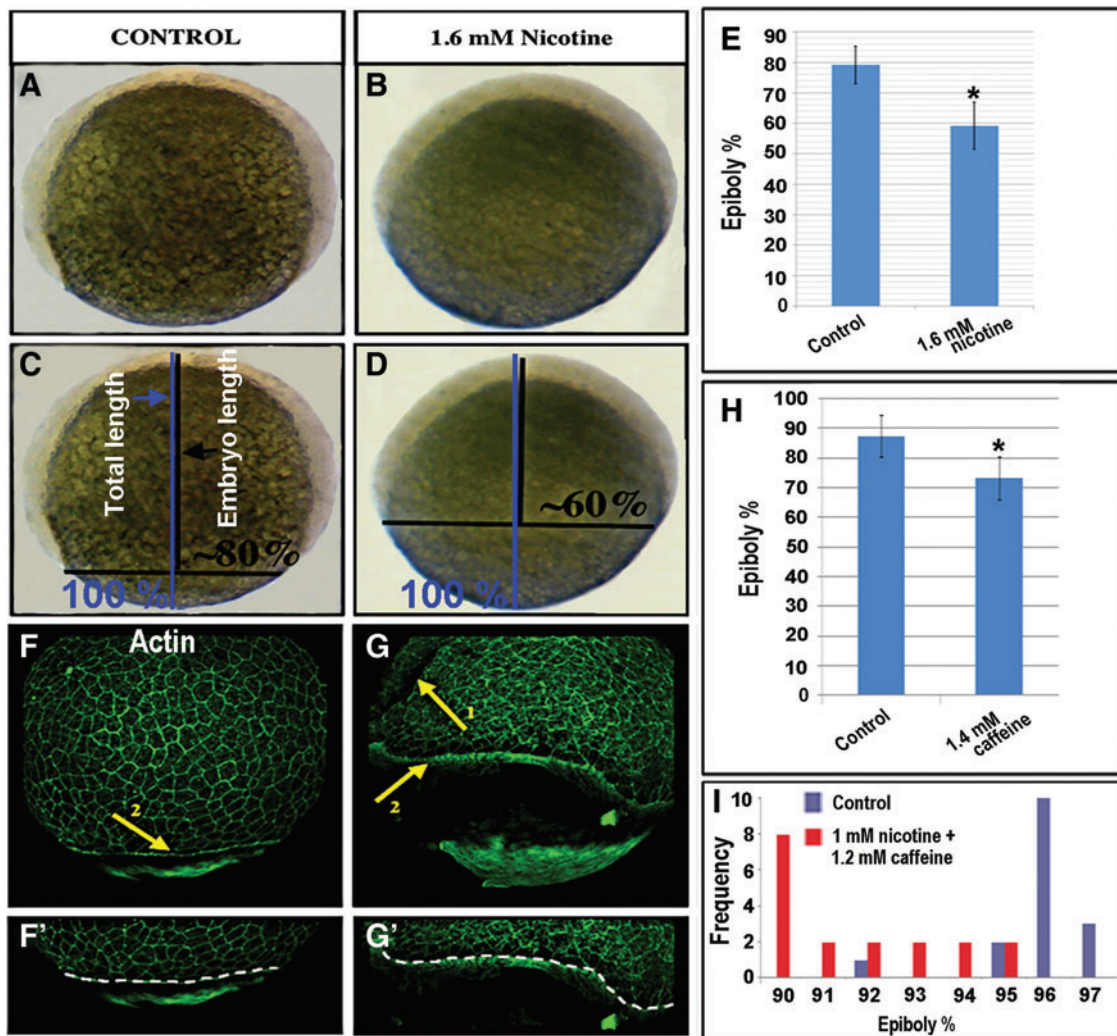 CONTROL
1.6 mM Nicotine
A
B
C
Total length
Embryo length
~80%
100 %
D
~60%
100 %
F
Actin
2
G
1
2
F'
G'
E
Epiboly %
90
80
70
60
50
40
30
20
10
0
*
Control
1.6 mM
nicotine
H
Epiboly %
100
90
80
70
60
50
40
30
20
10
0
*
Control
1.4 mM
caffeine
I
Control
1 mM nicotine +
1.2 mM caffeine
Frequency
10
8
6
4
2
0
90 91 92 93 94 95 96 97
Epiboly %